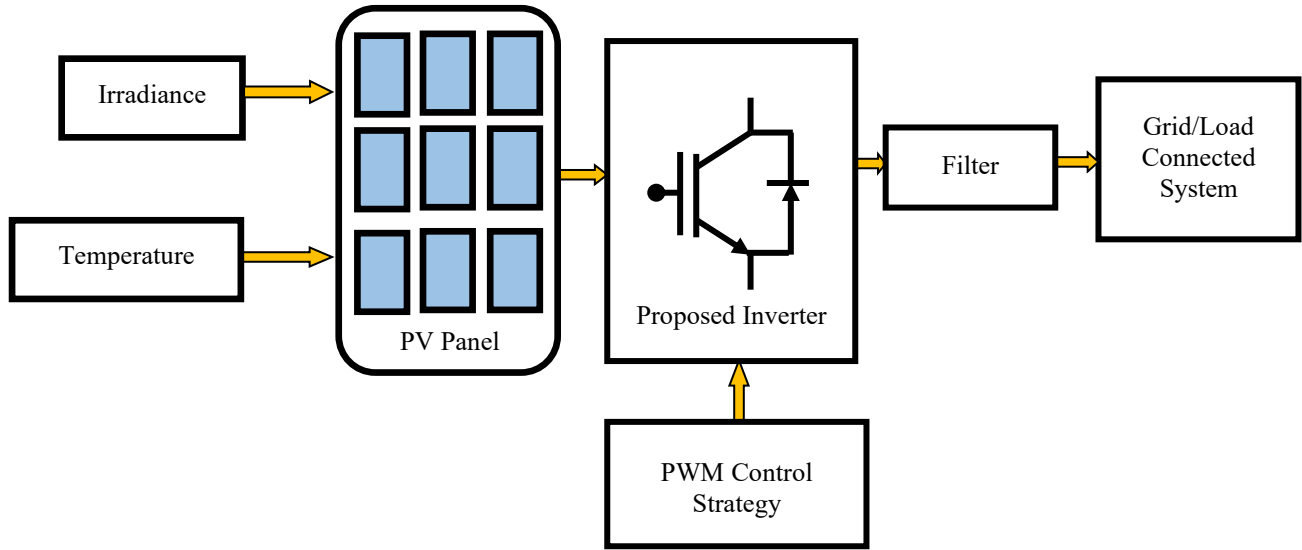 Irradiance
Temperature
PV Panel
Proposed Inverter
PWM Control
Strategy
Filter
Grid/Load
Connected
System